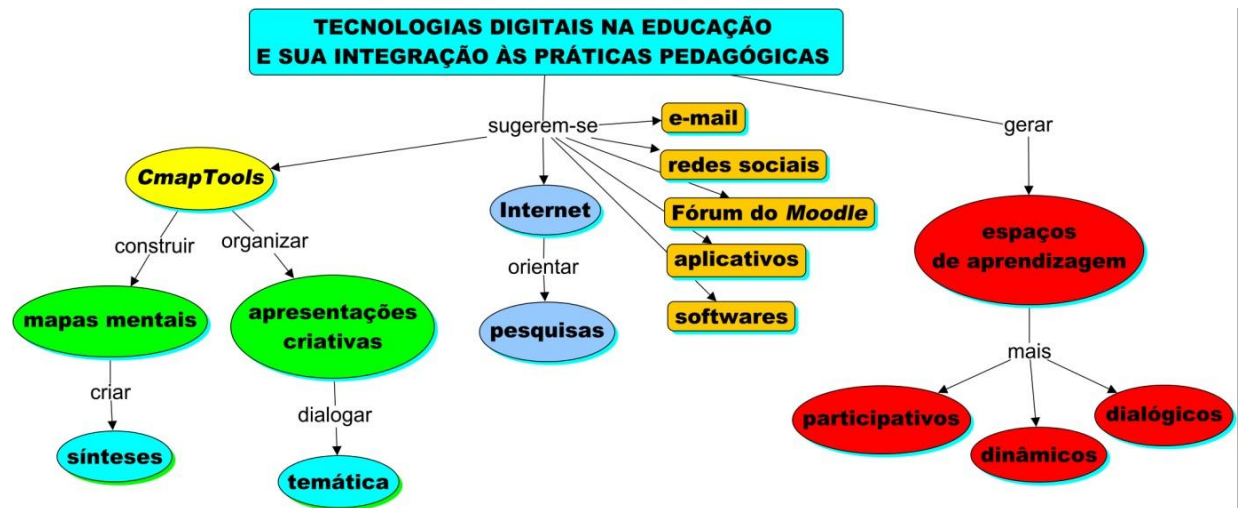 TECNOLOGIAS DIGITAIS NA EDUCAÇÃO
E SUA INTEGRAÇÃO ÀS PRÁTICAS PEDAGÓGICAS
sugerem-se
gerar
e-mail
redes sociais
Fórum do Moodle
aplicativos
softwares
CmapTools
construir
organizar
mapas mentais
apresentações
criativas
criar
dialogar
sínteses
temática
Internet
orientar
pesquisas
espaços
de aprendizagem
mais
participativos
dinâmicos
dialógicos